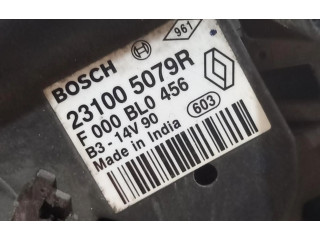 961
BOSCH
23100 5079R
F 000 BL0 456
B3 - 14V 90
603
Made in India